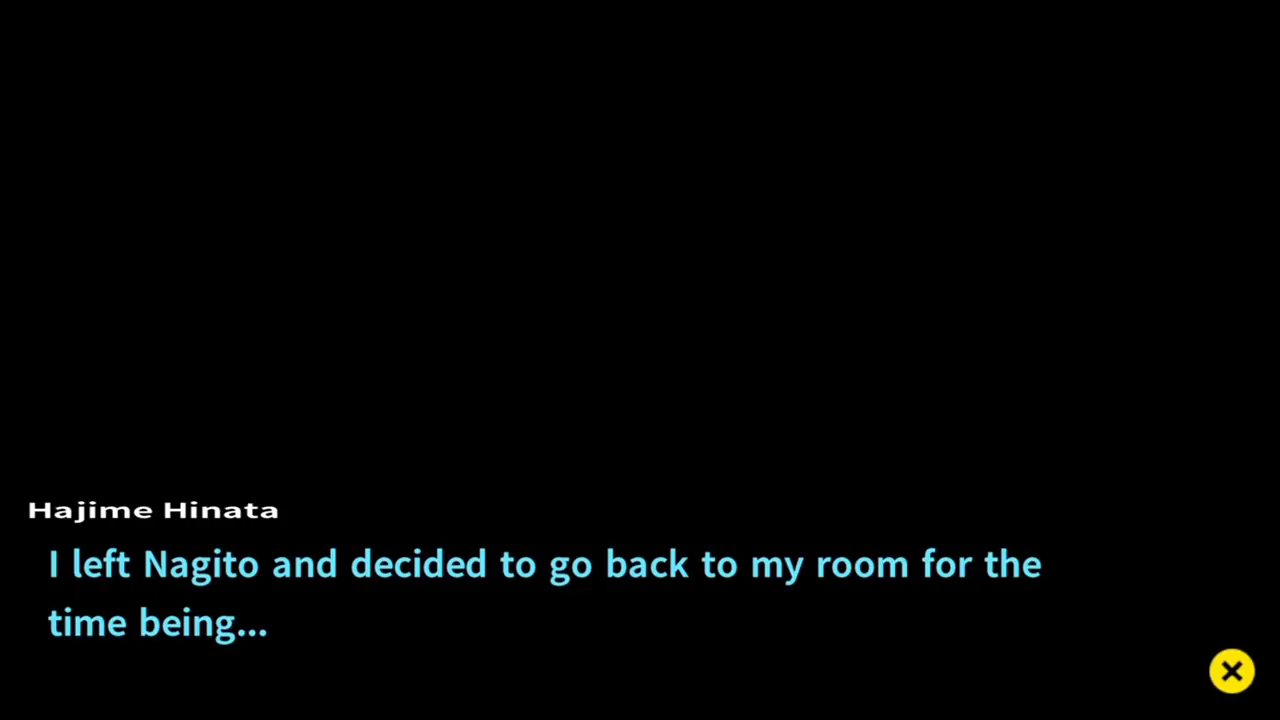 Hajime Hinata
I left Nagito and decided to go back to my room for the
time being...